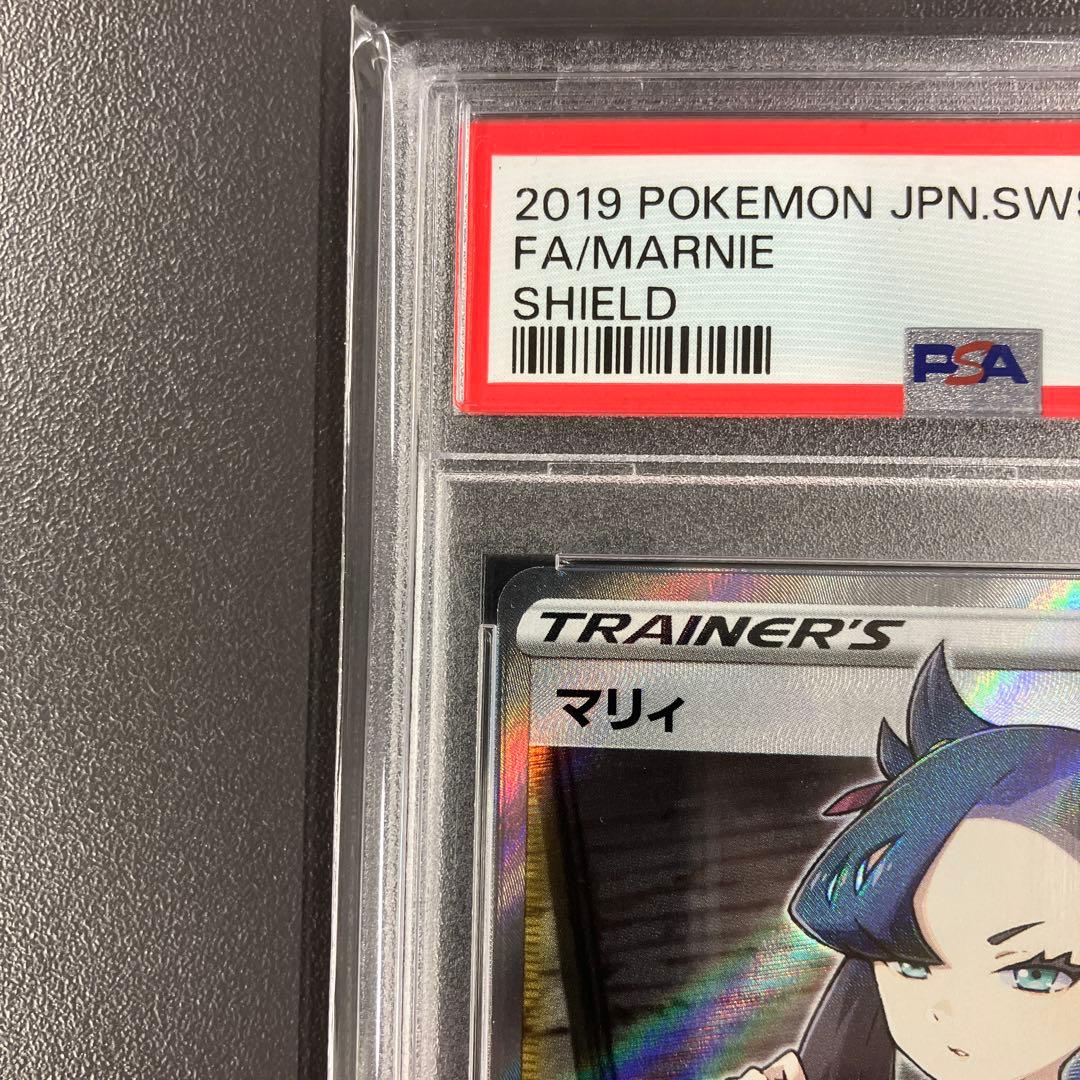 2019 POKEMON JPN.SWS
FA/MARNIE
SHIELD
PSA
TRAINER'S
マリィ